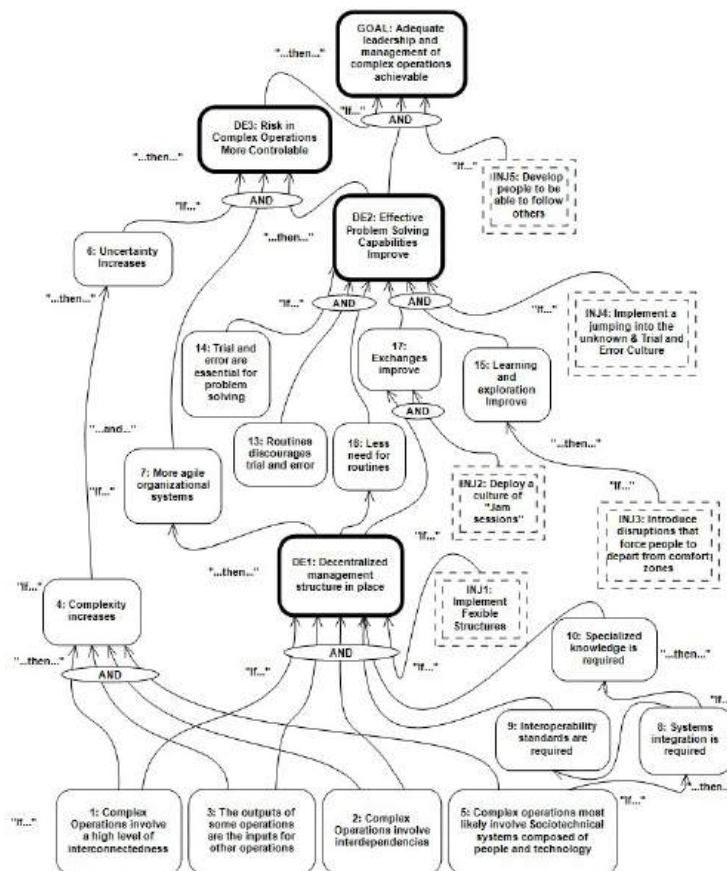 GOAL: Adequate
leadership and
management of
complex operations
achievable
"...then..."
"If..."
AND
DE3: Risk in
Complex Operations
More Controlable
"...then..."
"If..."
INJ5: Develop
people to be
able to follow
others
"If..."
AND
"...then..."
DE2: Effective
Problem Solving
Capabilities
Improve
6: Uncertainty
Increases
"...then..."
"If..."
AND
AND
"If..."
INJ4: Implement a
jumping into the
unknown & Trial and
Error Culture
14: Trial and
error are
essential for
problem
solving
17:
Exchanges
improve
15: Learning
and
exploration
Improve
AND
"...and..."
13: Routines
discourages
trial and error
18: Less
need for
routines
"...then..."
7: More agile
organizational
systems
"If..."
INJ2: Deploy a
culture of
"Jam
sessions"
"If..."
INJ3: Introduce
disruptions that
force people to
depart from comfort
zones
"If..."
"...then..."
DE1: Decentralized
management
structure in place
INJ1:
Implement
Fexible
Structures
"If..."
4: Complexity
increases
"...then..."
AND
"If..."
AND
"If..."
10: Specialized
knowledge is
required
"...then..."
"If...
9: Interoperability
standards are
required
8: Systems
integration is
required
"If..."
"...then..."
"If..."
1: Complex
Operations involve
a high level of
interconnectedness
3: The outputs of
some operations
are the inputs for
other operations
2: Complex
Operations involve
interdependencies
5: Complex operations most
likely involve Sociotechnical
systems composed of
people and technology